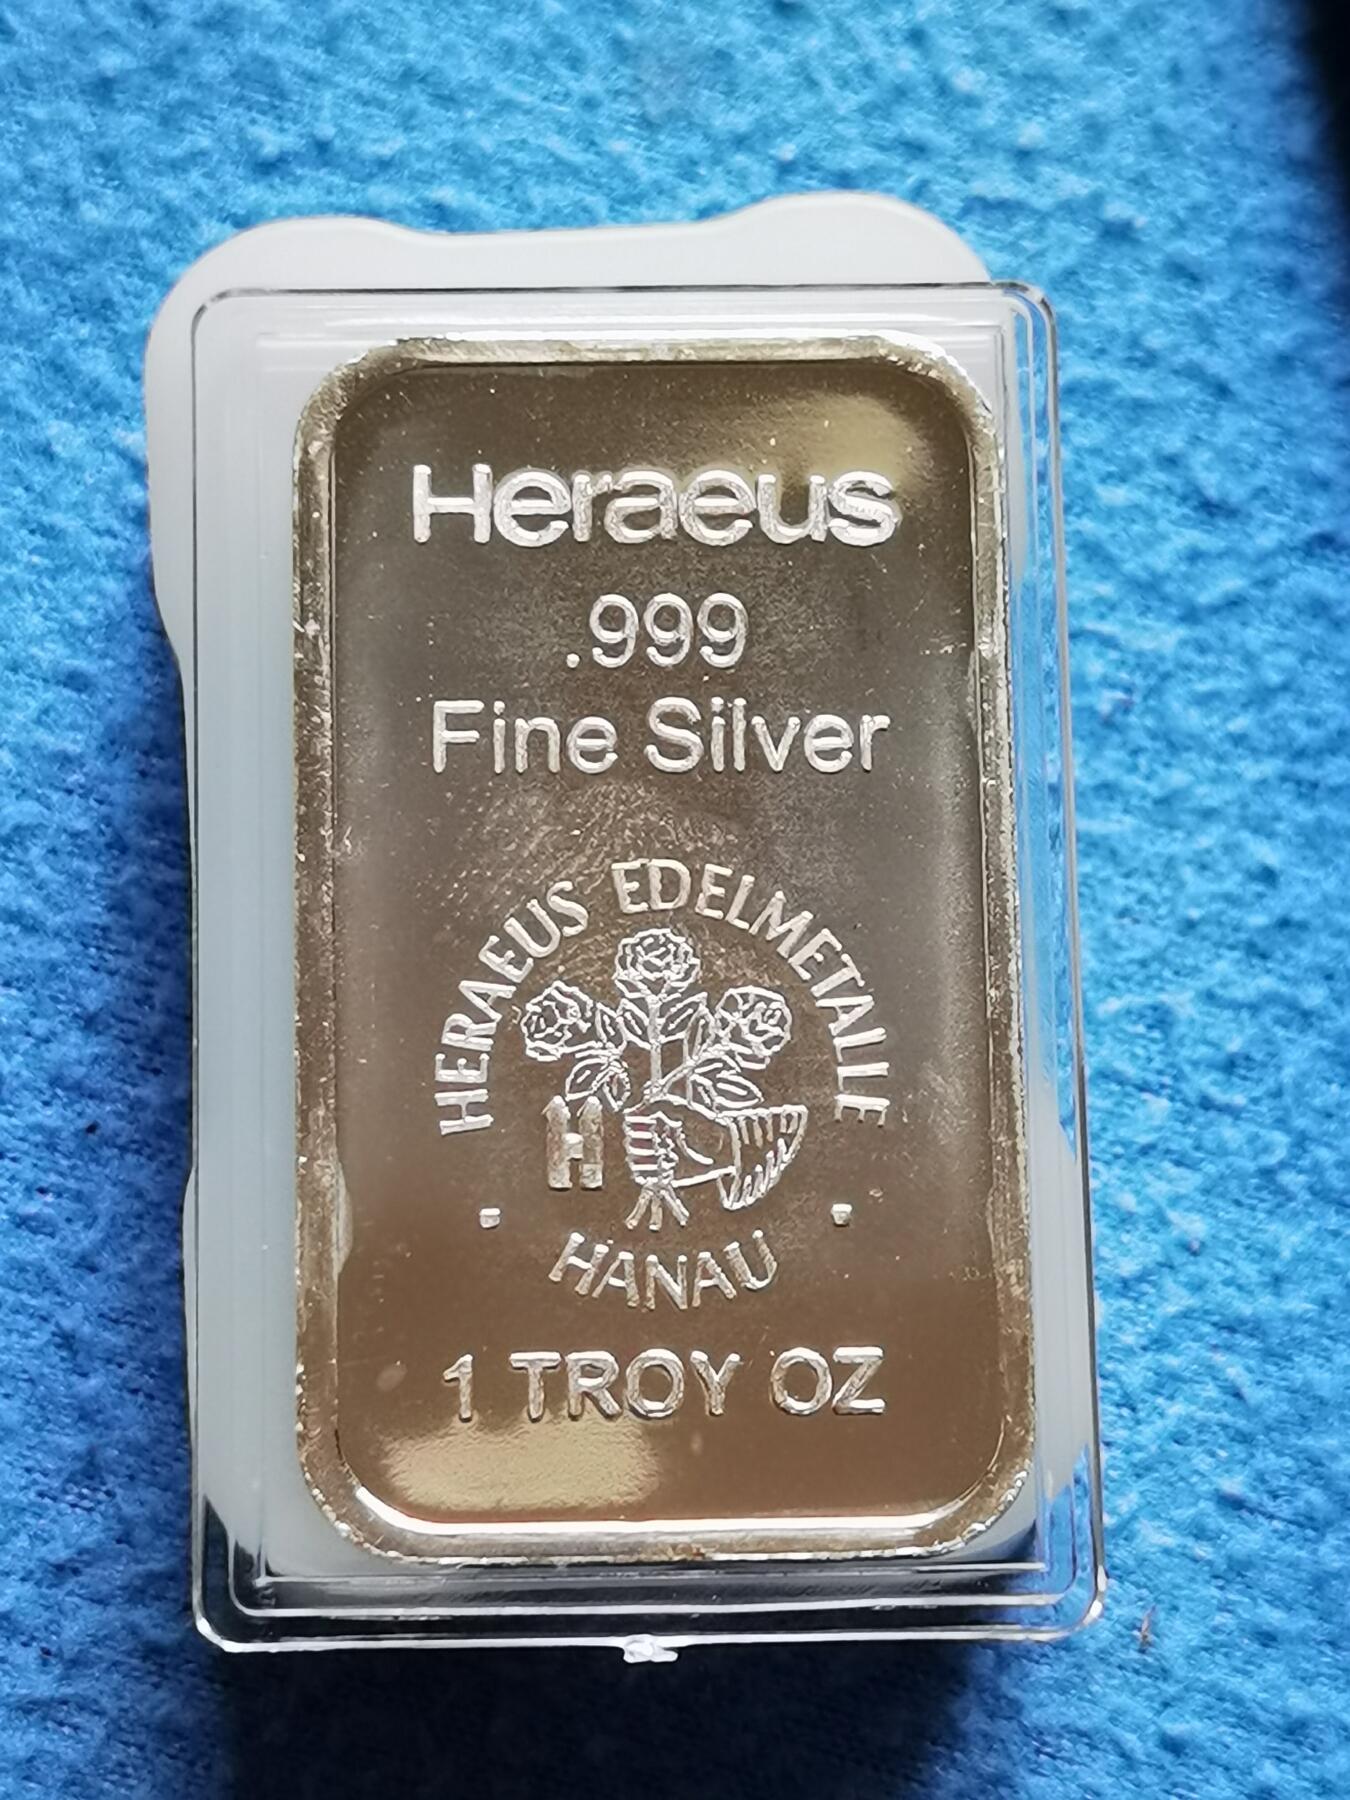 Heraeus
.999
Fine Silver
HERAEUS EDELMETALLE
H
HANAU
1 TROY OZ